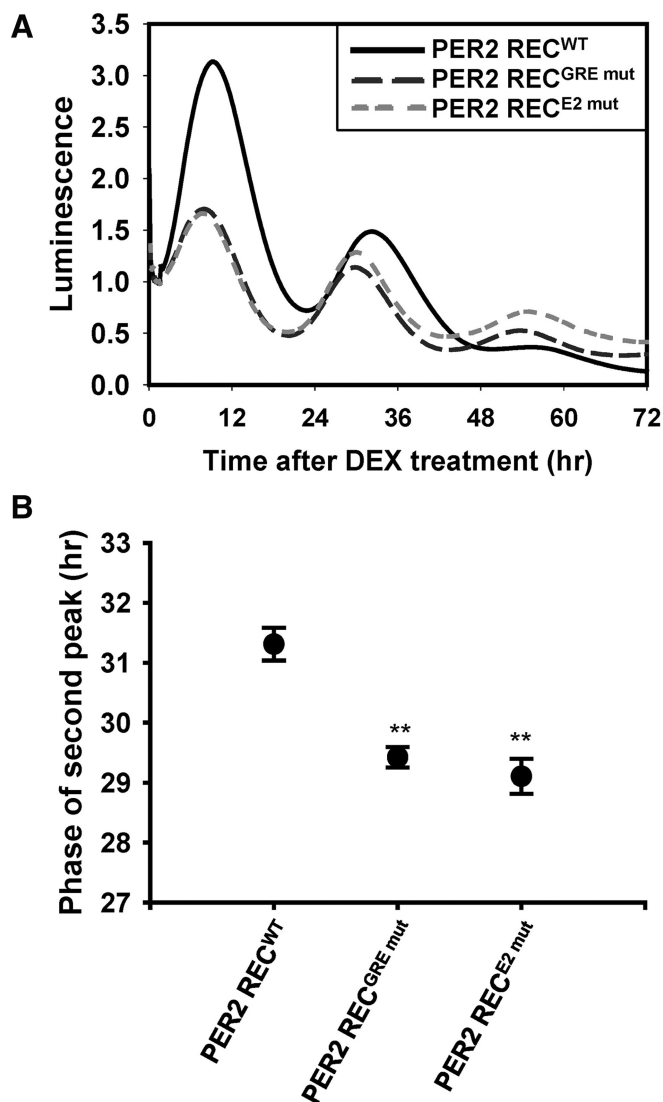 A
Luminescence
3.5
3.0
2.5
2.0
1.5
1.0
0.5
0.0
PER2 REC^WT
PER2 REC^GRE mut
PER2 REC^E2 mut
0 12 24 36 48 60 72
Time after DEX treatment (hr)
B
Phase of second peak (hr)
33
32
31
30
29
28
27
**
**
PER2 REC^WT
PER2 REC^GRE mut
PER2 REC^E2 mut